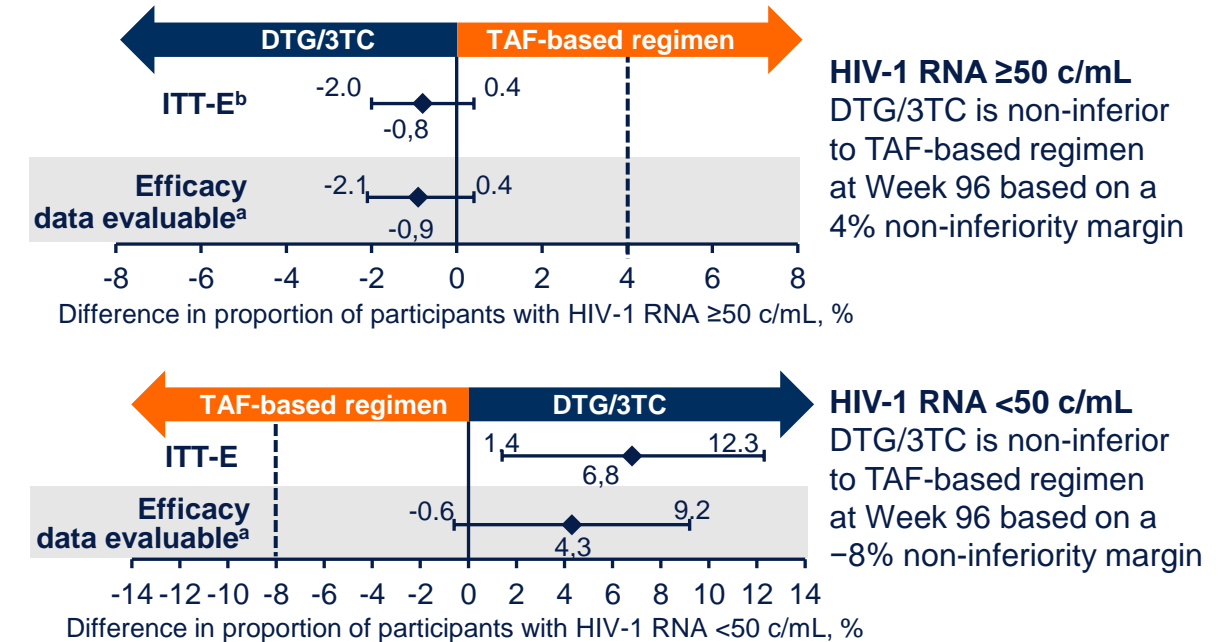 DTG/3TC TAF-based regimen
ITT-Eᵇ
-2.0 0.4
-0,8
Efficacy
data evaluableᵃ
-2.1 0.4
-0,9
-8 -6 -4 -2 0 2 4 6 8
Difference in proportion of participants with HIV-1 RNA ≥50 c/mL, %
HIV-1 RNA ≥50 c/mL
DTG/3TC is non-inferior
to TAF-based regimen
at Week 96 based on a
4% non-inferiority margin
TAF-based regimen DTG/3TC
ITT-E
1.4 12.3
6,8
Efficacy
data evaluableᵃ
-0.6 9.2
4,3
-14 -12 -10 -8 -6 -4 -2 0 2 4 6 8 10 12 14
Difference in proportion of participants with HIV-1 RNA <50 c/mL, %
HIV-1 RNA <50 c/mL
DTG/3TC is non-inferior
to TAF-based regimen
at Week 96 based on a
−8% non-inferiority margin